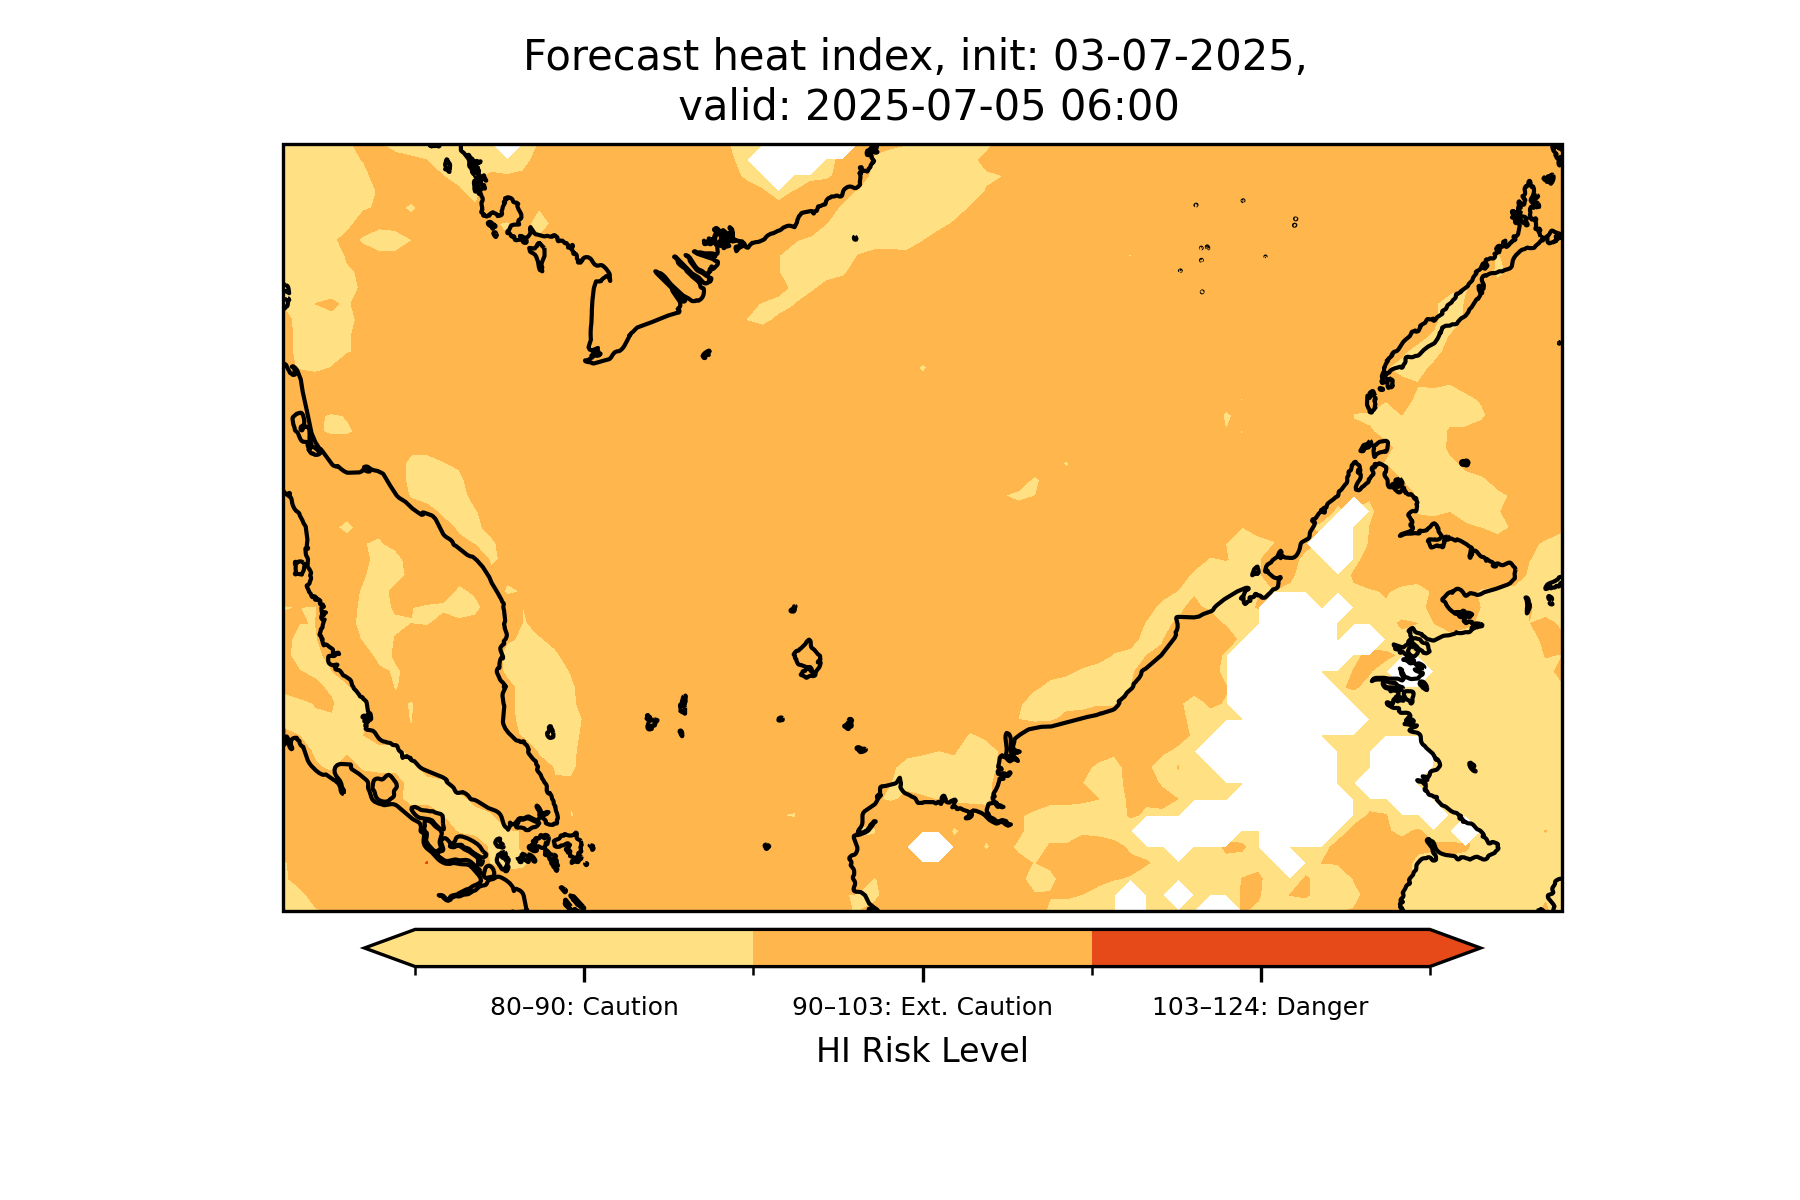 Forecast heat index, init: 03-07-2025,
valid: 2025-07-05 06:00
80–90: Caution
90–103: Ext. Caution
103–124: Danger
HI Risk Level